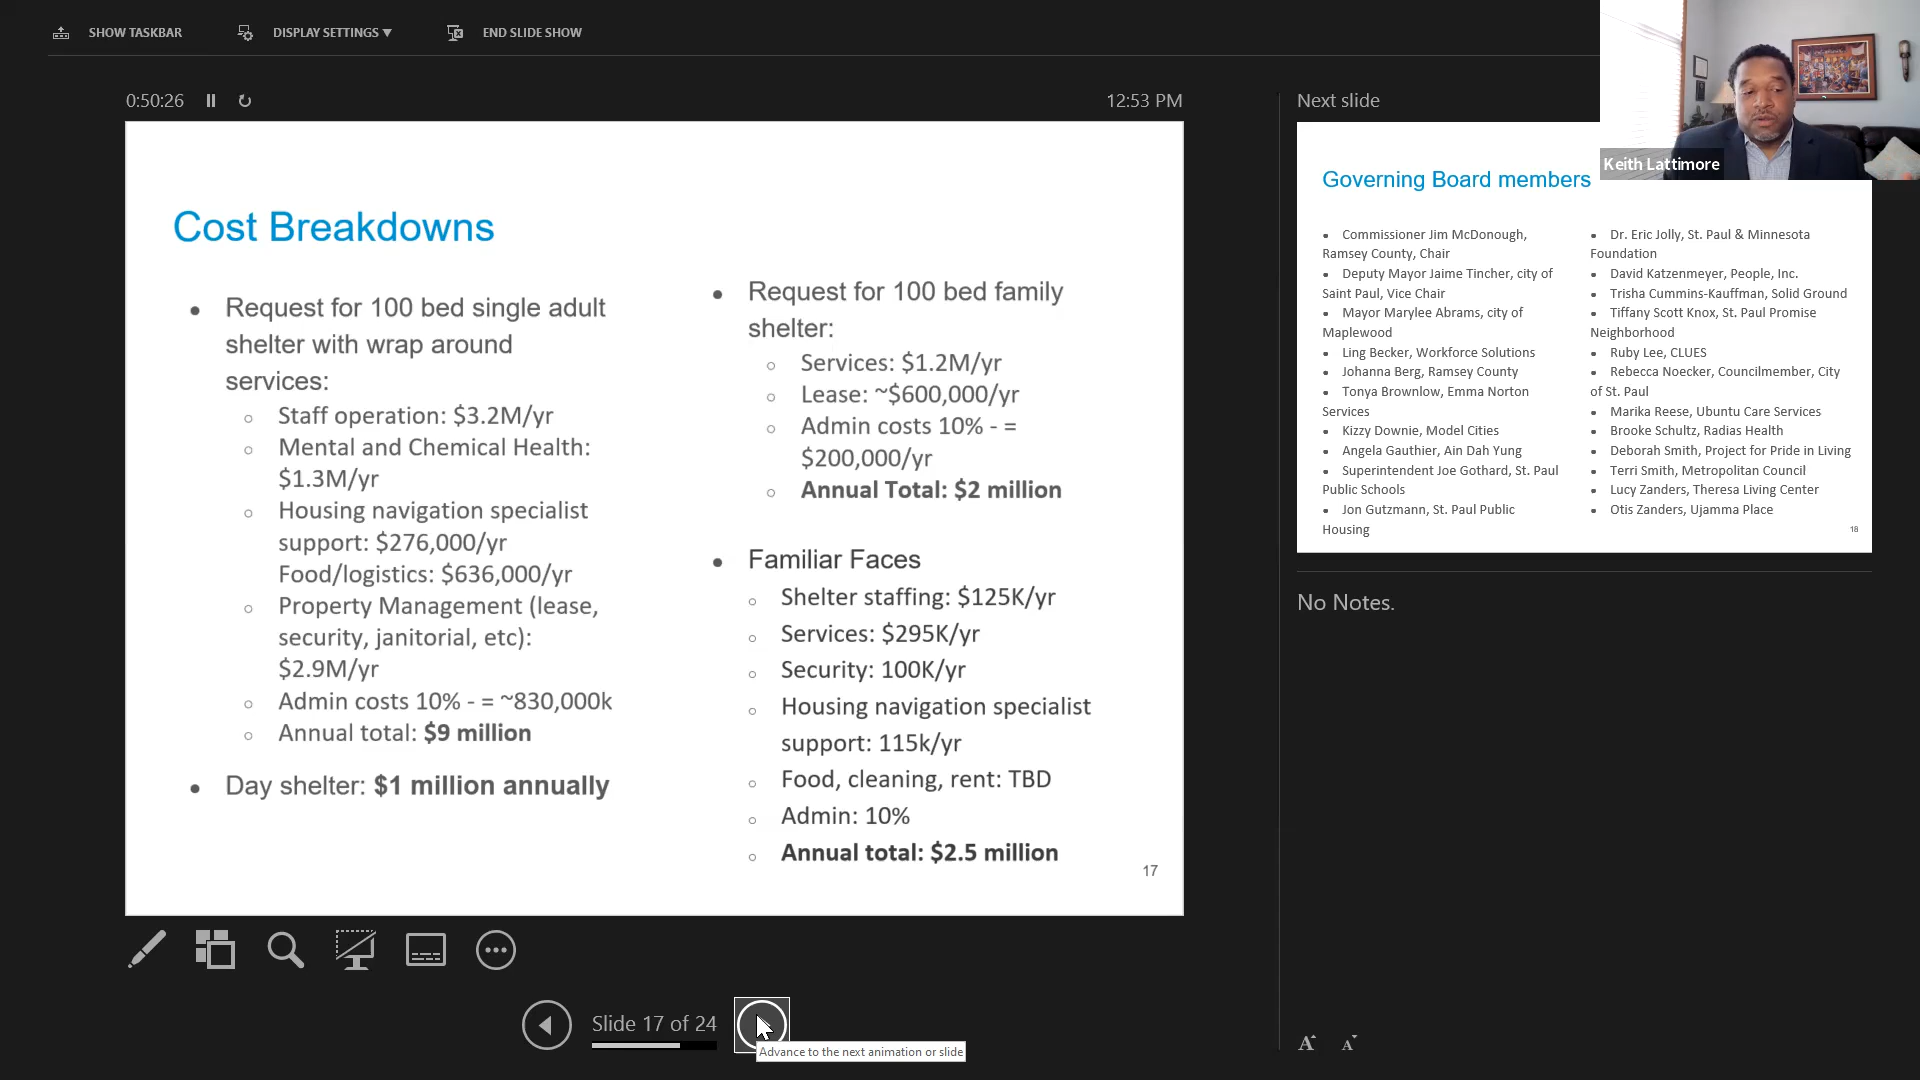 SHOW TASKBAR
DISPLAY SETTINGS ▼
END SLIDE SHOW
0:50:26
12:53 PM
Cost Breakdowns
• Request for 100 bed single adult
shelter with wrap around
services:
○ Staff operation: $3.2M/yr
○ Mental and Chemical Health:
$1.3M/yr
○ Housing navigation specialist
support: $276,000/yr
Food/logistics: $636,000/yr
○ Property Management (lease,
security, janitorial, etc):
$2.9M/yr
○ Admin costs 10% - = ~830,000k
○ Annual total: $9 million
• Day shelter: $1 million annually
• Request for 100 bed family
shelter:
○ Services: $1.2M/yr
○ Lease: ~$600,000/yr
○ Admin costs 10% - =
$200,000/yr
○ Annual Total: $2 million
• Familiar Faces
○ Shelter staffing: $125K/yr
○ Services: $295K/yr
○ Security: 100K/yr
○ Housing navigation specialist
support: 115k/yr
○ Food, cleaning, rent: TBD
○ Admin: 10%
○ Annual total: $2.5 million
17
Slide 17 of 24
Advance to the next animation or slide
Next slide
Keith Lattimore
Governing Board members
• Commissioner Jim McDonough,
Ramsey County, Chair
• Deputy Mayor Jaime Tincher, city of
Saint Paul, Vice Chair
• Mayor Marylee Abrams, city of
Maplewood
• Ling Becker, Workforce Solutions
• Johanna Berg, Ramsey County
• Tonya Brownlow, Emma Norton
Services
• Kizzy Downie, Model Cities
• Angela Gauthier, Ain Dah Yung
• Superintendent Joe Gothard, St. Paul
Public Schools
• Jon Gutzmann, St. Paul Public
Housing
• Dr. Eric Jolly, St. Paul & Minnesota
Foundation
• David Katzenmeyer, People, Inc.
• Trisha Cummins-Kauffman, Solid Ground
• Tiffany Scott Knox, St. Paul Promise
Neighborhood
• Ruby Lee, CLUES
• Rebecca Noecker, Councilmember, City
of St. Paul
• Marika Reese, Ubuntu Care Services
• Brooke Schultz, Radias Health
• Deborah Smith, Project for Pride in Living
• Terri Smith, Metropolitan Council
• Lucy Zanders, Theresa Living Center
• Otis Zanders, Ujamma Place
18
No Notes.
A A